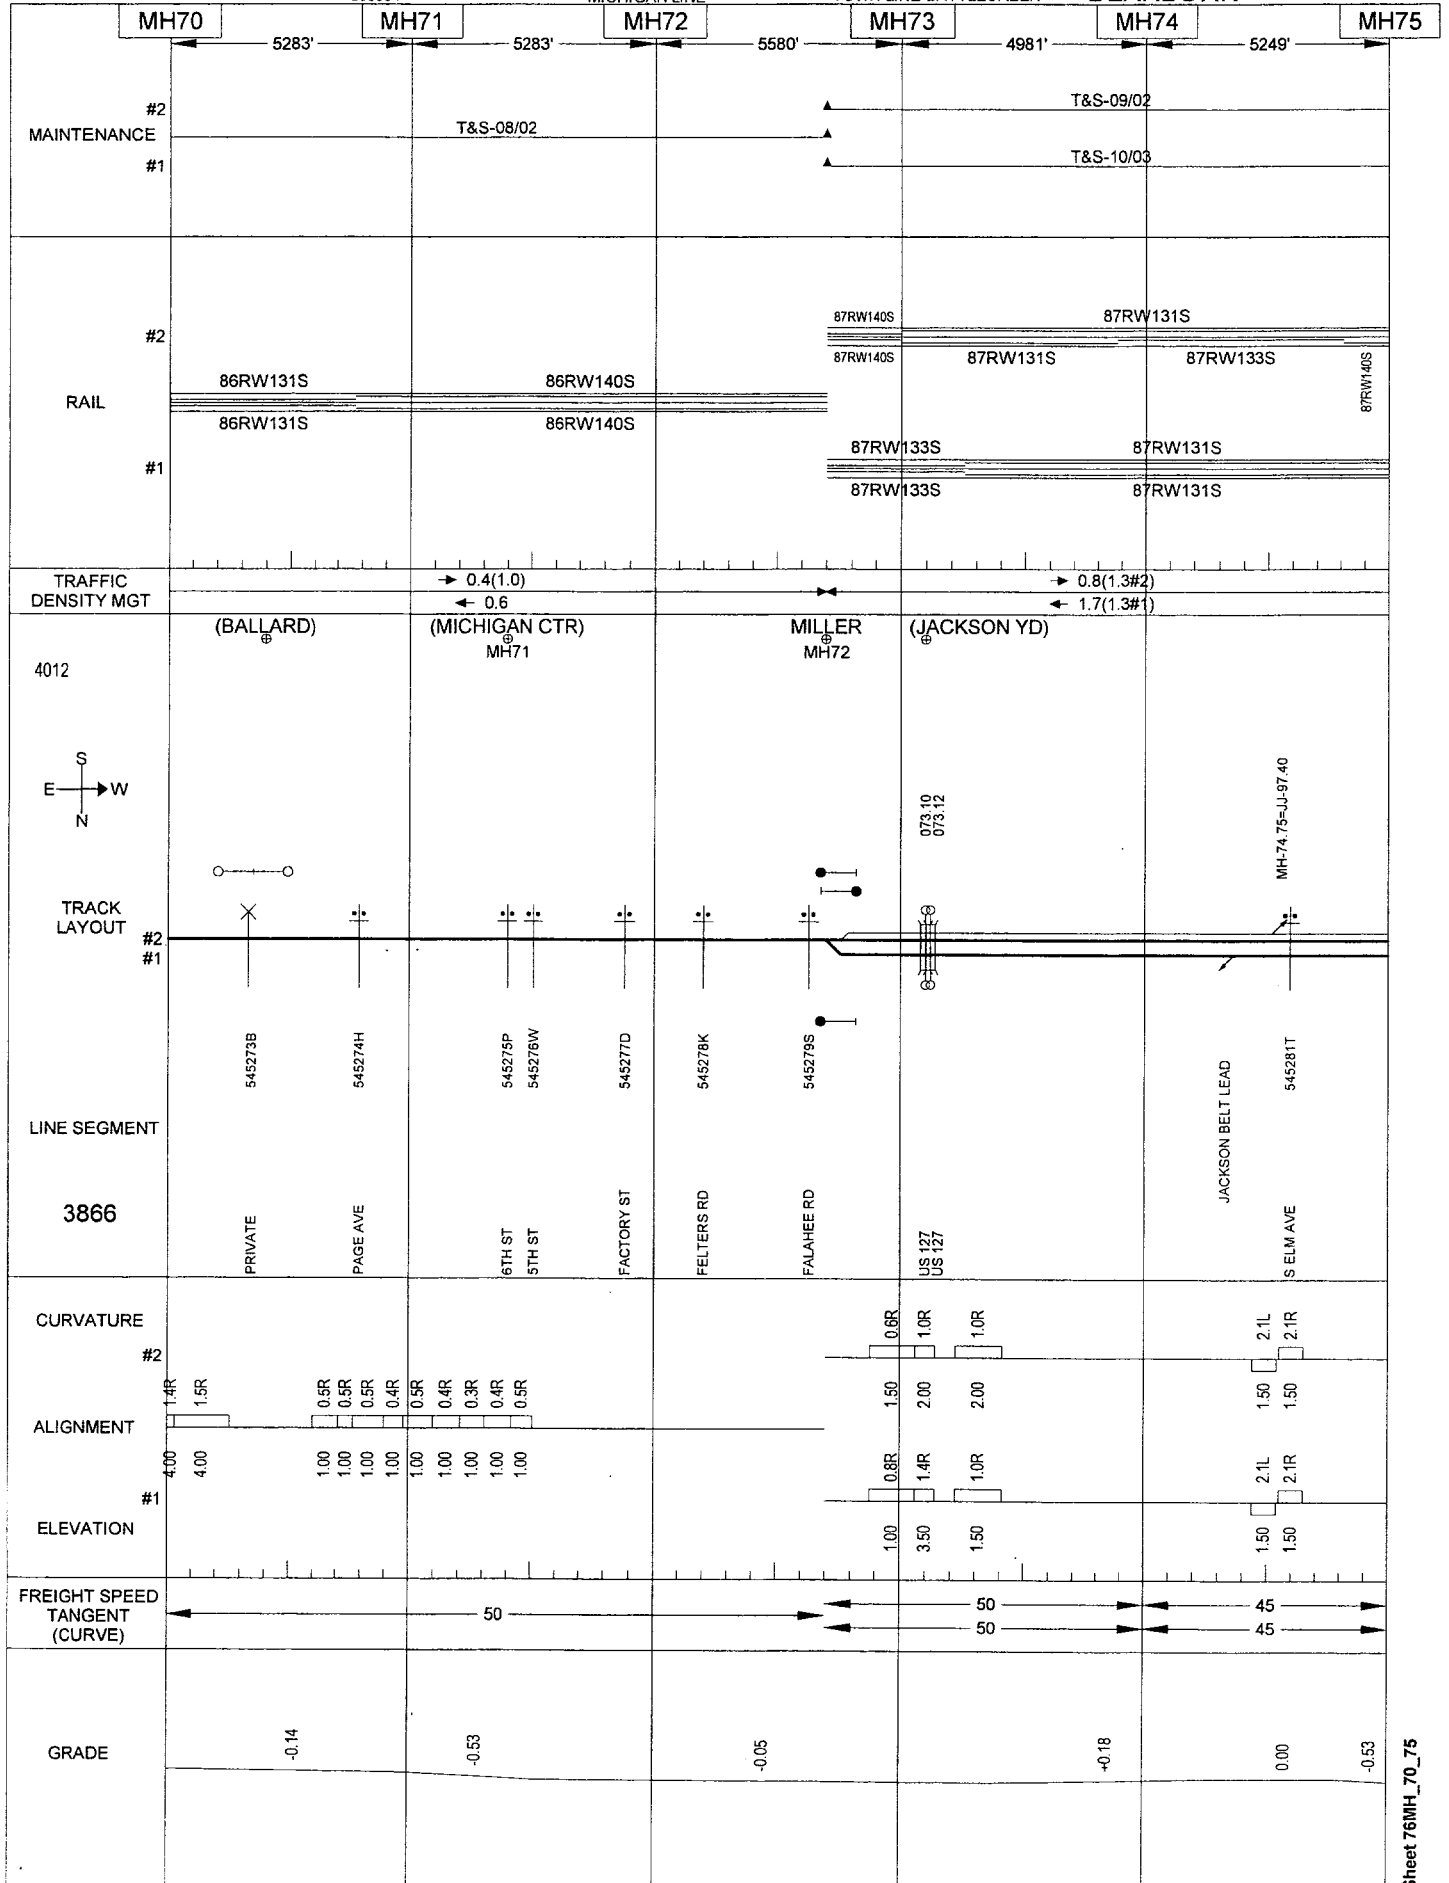 MICHIGAN LINE
MH70 MH71 MH72 MH73 MH74 MH75
5283' 5283' 5580' 4981' 5249'
#2 T&S-09/02
MAINTENANCE T&S-08/02
#1 T&S-10/03
87RW140S 87RW131S
#2
87RW140S 87RW131S 87RW133S 87RW140S
86RW131S 86RW140S
RAIL
86RW131S 86RW140S
87RW133S 87RW131S
#1
87RW133S 87RW131S
TRAFFIC 0.4(1.0) 0.8(1.3#2)
DENSITY MGT 0.6 1.7(1.3#1)
(BALLARD) (MICHIGAN CTR) MILLER (JACKSON YD)
MH71 MH72
4012
S
E W
N
073.10
073.12
MH-74.75=JJ-97.40
TRACK
LAYOUT
#2
#1
545273B 545274H 545275P 545276W 545277D 545278K 545279S 545281T
LINE SEGMENT
JACKSON BELT LEAD
3866
PRIVATE PAGE AVE 6TH ST 5TH ST FACTORY ST FELTERS RD FALAHEE RD US 127 US 127 S ELM AVE
CURVATURE
0.6R 1.0R 1.0R 2.1L 2.1R
#2
1.50 2.00 2.00 1.50 1.50
1.4R 1.5R 0.5R 0.5R 0.5R 0.4R 0.5R 0.4R 0.3R 0.4R 0.5R
ALIGNMENT
4.00 4.00 1.00 1.00 1.00 1.00 1.00 1.00 1.00 1.00 1.00
0.8R 1.4R 1.0R 2.1L 2.1R
#1
ELEVATION
1.00 3.50 1.50 1.50 1.50
FREIGHT SPEED
TANGENT
(CURVE)
50 50 45
50 45
GRADE
-0.14 -0.53 -0.05 +0.18 0.00 -0.53
Sheet 76MH_70_75